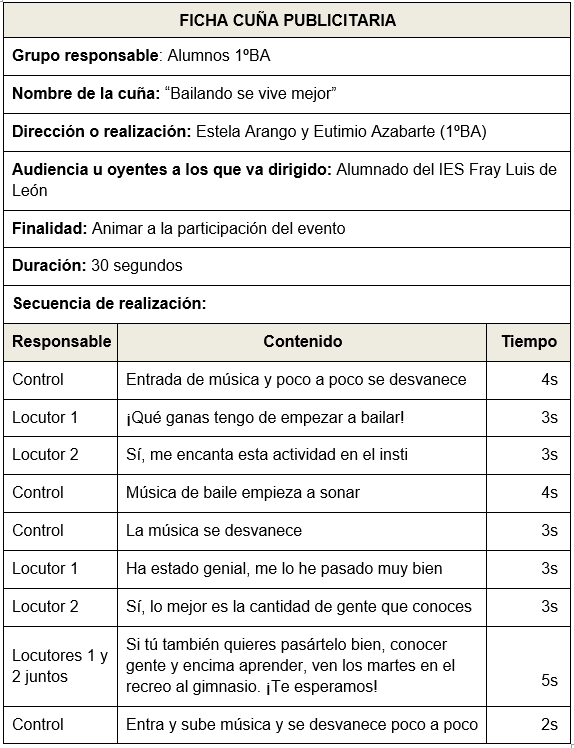 FICHA CUÑA PUBLICITARIA
Grupo responsable: Alumnos 1ºBA
Nombre de la cuña: “Bailando se vive mejor”
Dirección o realización: Estela Arango y Eutimio Azabarte (1ºBA)
Audiencia u oyentes a los que va dirigido: Alumnado del IES Fray Luis de
León
Finalidad: Animar a la participación del evento
Duración: 30 segundos
Secuencia de realización:
Responsable Contenido Tiempo
Control Entrada de música y poco a poco se desvanece 4s
Locutor 1 ¡Qué ganas tengo de empezar a bailar! 3s
Locutor 2 Sí, me encanta esta actividad en el insti 3s
Control Música de baile empieza a sonar 4s
Control La música se desvanece 3s
Locutor 1 Ha estado genial, me lo he pasado muy bien 3s
Locutor 2 Sí, lo mejor es la cantidad de gente que conoces 3s
Locutores 1 y
2 juntos
Si tú también quieres pasártelo bien, conocer
gente y encima aprender, ven los martes en el
recreo al gimnasio. ¡Te esperamos!
5s
Control Entra y sube música y se desvanece poco a poco 2s